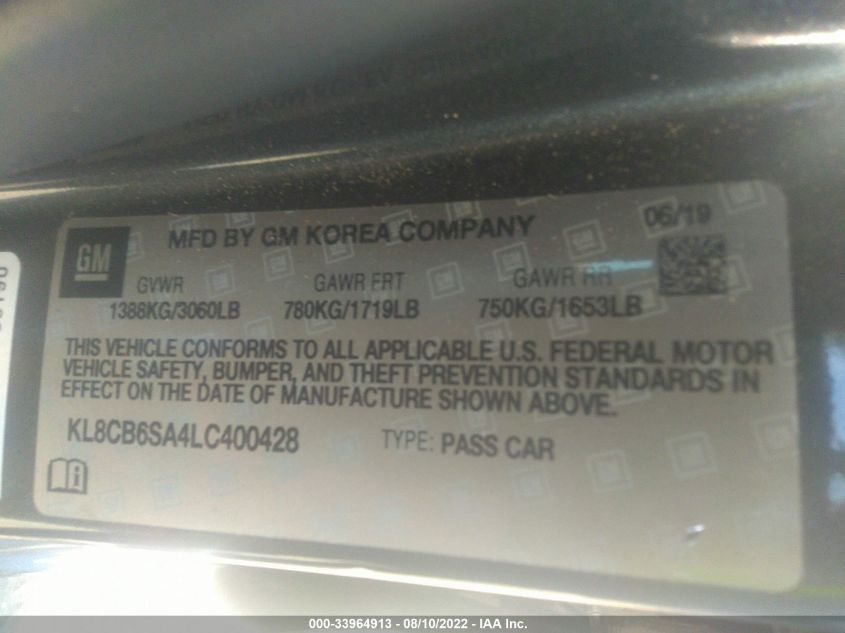 GM
MFD BY GM KOREA COMPANY
06/19
GVWR GAWR FRT GAWR RR
1388KG/3060LB 780KG/1719LB 750KG/1653LB
THIS VEHICLE CONFORMS TO ALL APPLICABLE U.S. FEDERAL MOTOR
VEHICLE SAFETY, BUMPER, AND THEFT PREVENTION STANDARDS IN
EFFECT ON THE DATE OF MANUFACTURE SHOWN ABOVE.
KL8CB6SA4LC400428 TYPE: PASS CAR
000-33964913 - 08/10/2022 - IAA Inc.